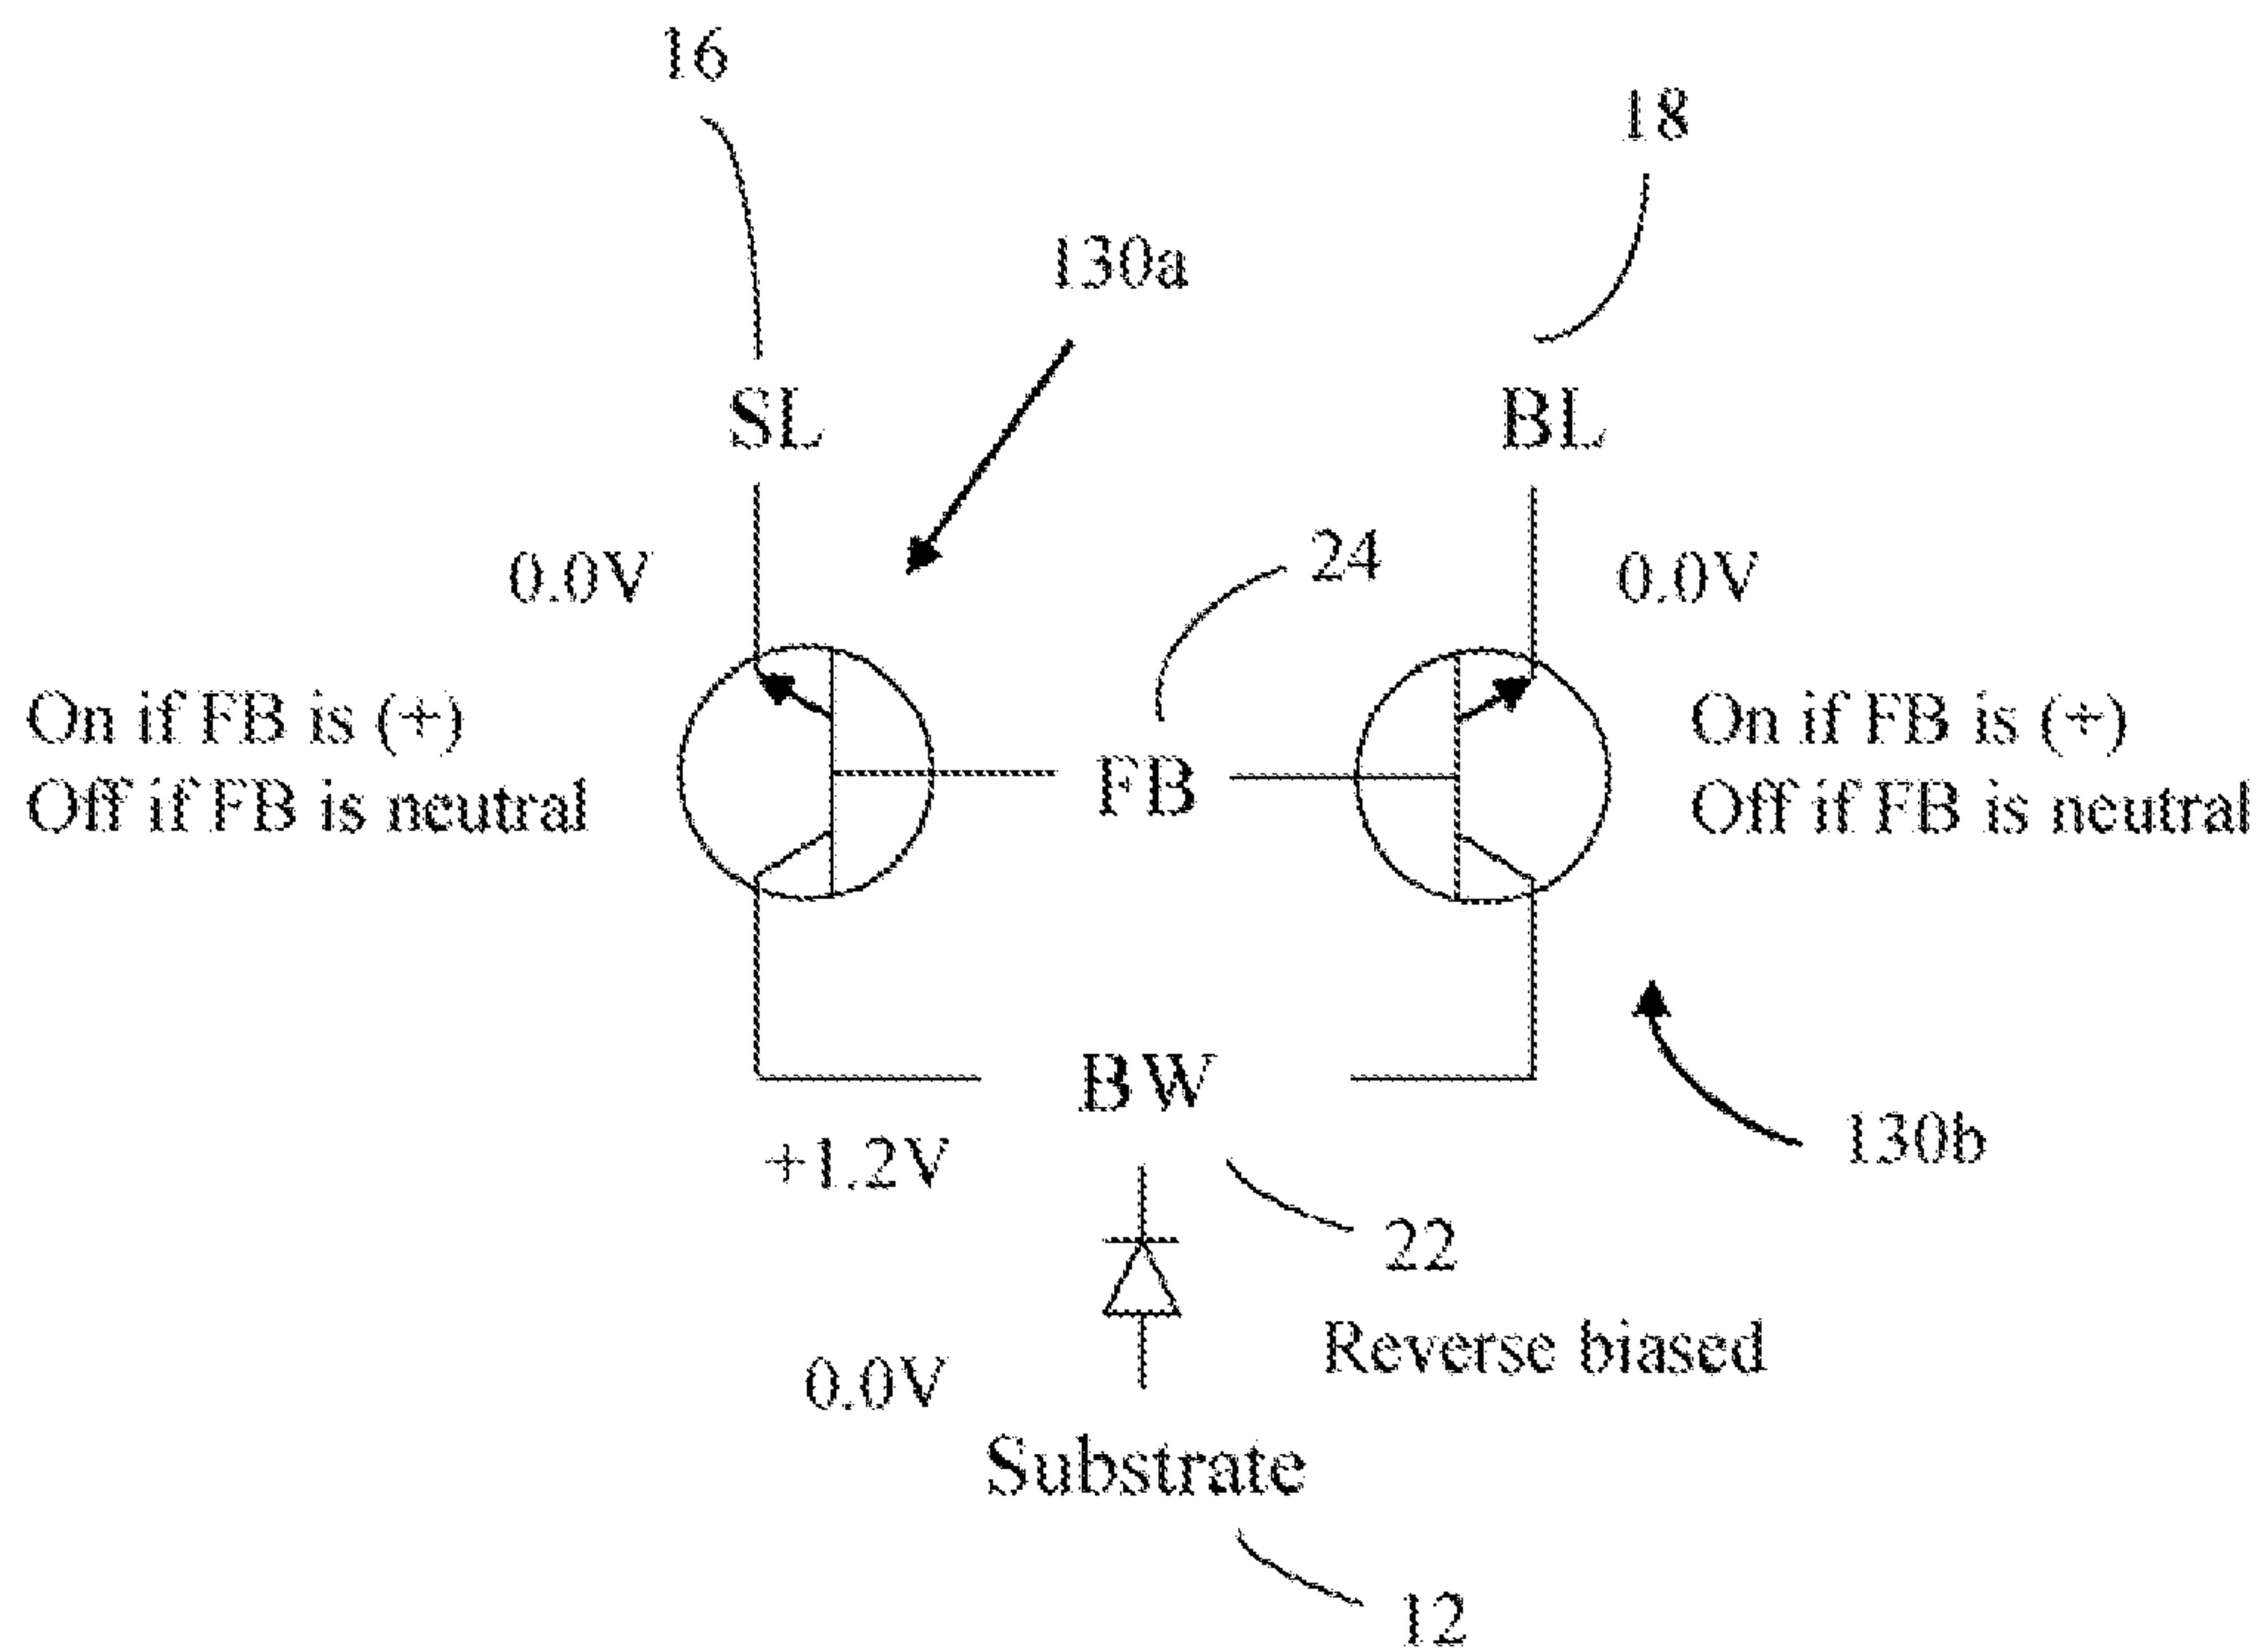 16
18
130a
SL
BL
0.0V
24
0.0V
On if FB is (+)
Off if FB is neutral
FB
On if FB is (+)
Off if FB is neutral
BW
+1.2V
130b
22
Reverse biased
0.0V
Substrate
12